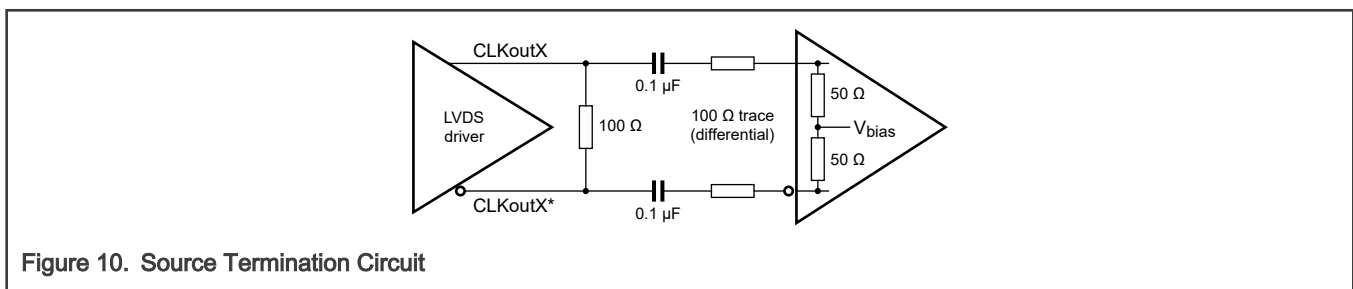 CLKoutX
0.1 µF
50 Ω
LVDS
driver
100 Ω
100 Ω trace
(differential)
Vbias
50 Ω
CLKoutX*
0.1 µF
Figure 10. Source Termination Circuit